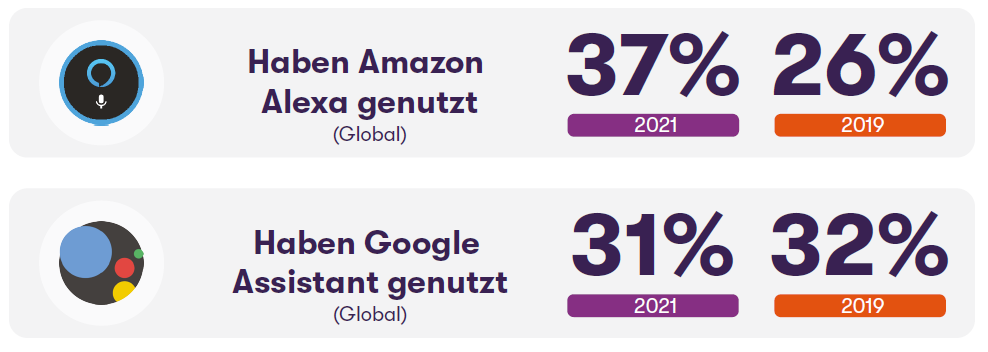 Haben Amazon
Alexa genutzt
(Global)
37% 26%
2021 2019
Haben Google
Assistant genutzt
(Global)
31% 32%
2021 2019